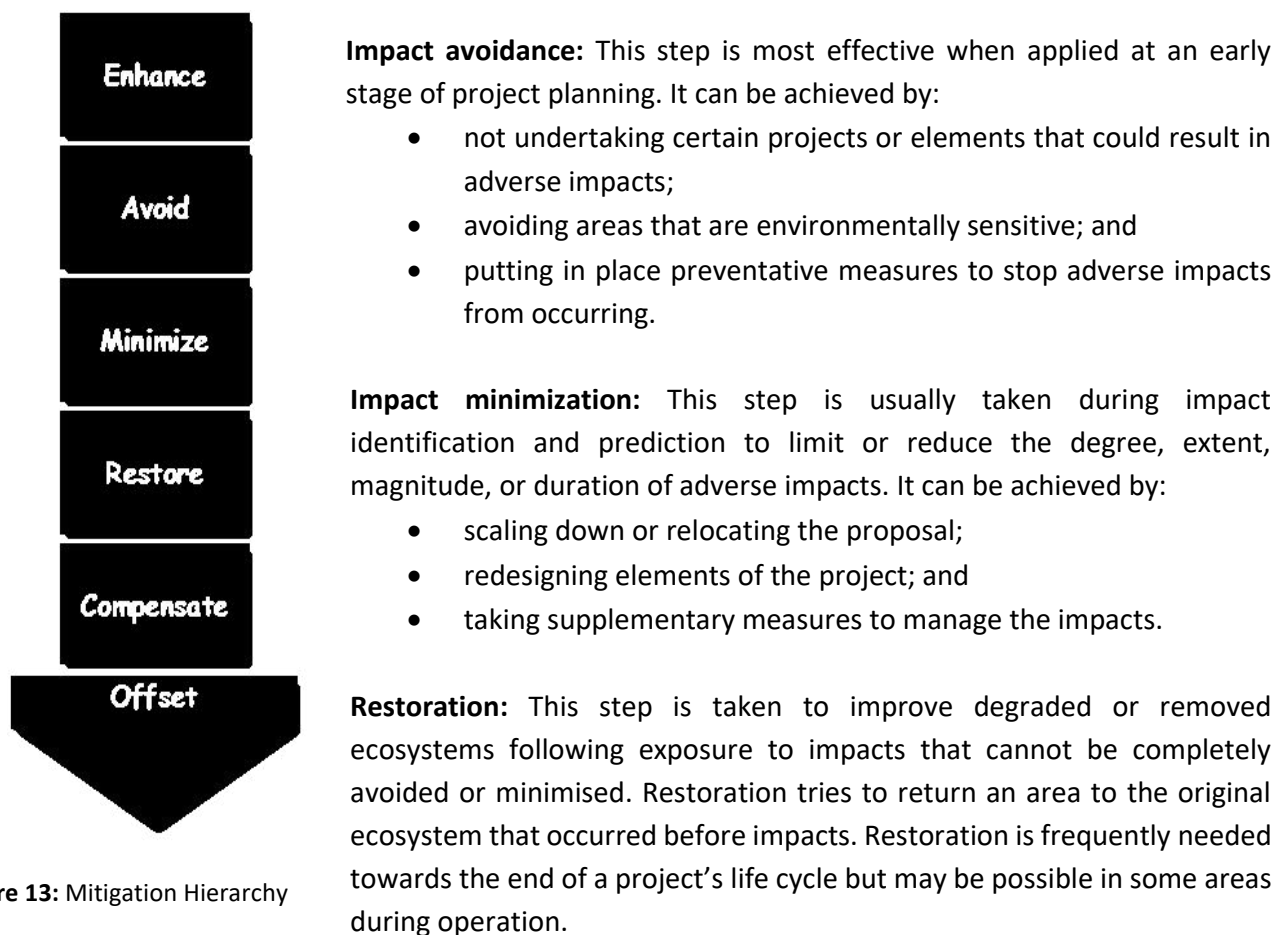 Enhance
Avoid
Minimize
Restore
Compensate
Offset
re 13: Mitigation Hierarchy
Impact avoidance: This step is most effective when applied at an early
stage of project planning. It can be achieved by:
• not undertaking certain projects or elements that could result in
adverse impacts;
• avoiding areas that are environmentally sensitive; and
• putting in place preventative measures to stop adverse impacts
from occurring.
Impact minimization: This step is usually taken during impact
identification and prediction to limit or reduce the degree, extent,
magnitude, or duration of adverse impacts. It can be achieved by:
• scaling down or relocating the proposal;
• redesigning elements of the project; and
• taking supplementary measures to manage the impacts.
Restoration: This step is taken to improve degraded or removed
ecosystems following exposure to impacts that cannot be completely
avoided or minimised. Restoration tries to return an area to the original
ecosystem that occurred before impacts. Restoration is frequently needed
towards the end of a project’s life cycle but may be possible in some areas
during operation.